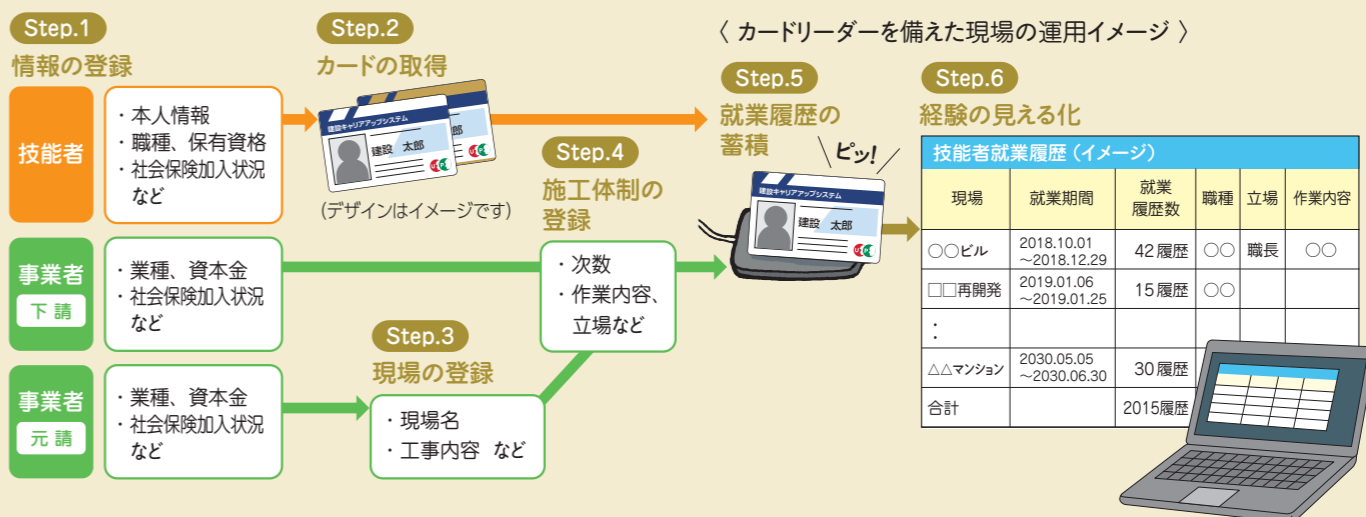 Step.1
情報の登録
技能者
・本人情報
・職種、保有資格
・社会保険加入状況
など
事業者
下請
・業種、資本金
・社会保険加入状況
など
事業者
元請
・業種、資本金
・社会保険加入状況
など
Step.2
カードの取得
建設キャリアアップシステム
建設 太郎
郎
(デザインはイメージです)
Step.3
現場の登録
・現場名
・工事内容 など
Step.4
施工体制の
登録
・次数
・作業内容、
立場など
〈 カードリーダーを備えた現場の運用イメージ 〉
Step.5
就業履歴の
蓄積
ピッ!
建設キャリアアップシステム
建設 太郎
Step.6
経験の見える化
技能者就業履歴(イメージ)
現場 就業期間 就業履歴数 職種 立場 作業内容
○○ビル 2018.10.01~2018.12.29 42履歴 ○○ 職長 ○○
□□再開発 2019.01.06~2019.01.25 15履歴 ○○
:
△△マンション 2030.05.05~2030.06.30 30履歴
合計 2015履歴